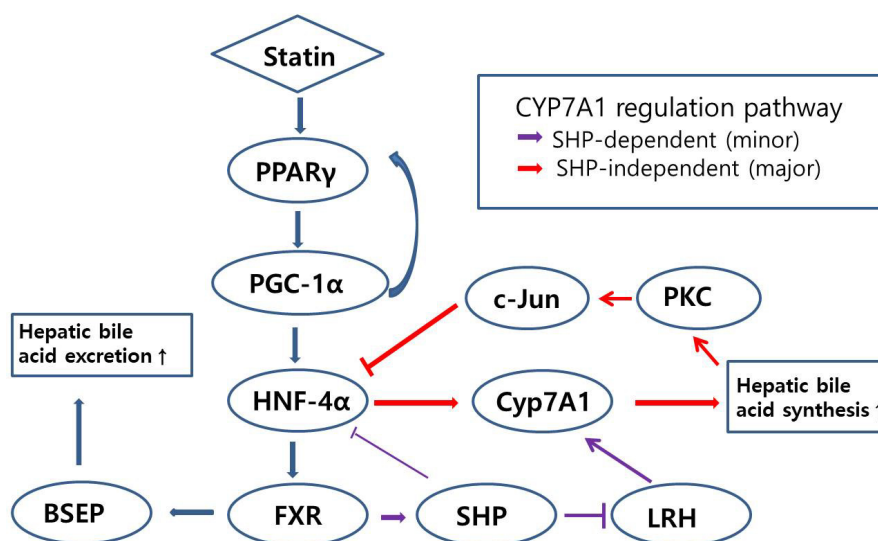 Statin
CYP7A1 regulation pathway
SHP-dependent (minor)
SHP-independent (major)
PPARγ
PGC-1α
c-Jun
PKC
Hepatic bile
acid excretion ↑
HNF-4α
Cyp7A1
Hepatic bile
acid synthesis ↑
BSEP
FXR
SHP
LRH